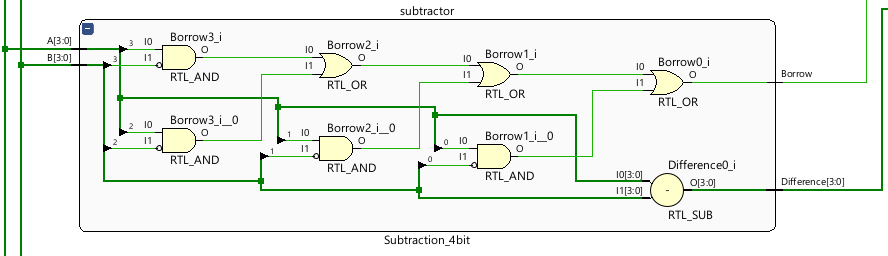 subtractor
A[3:0]
B[3:0]
3
I0
3
I1
Borrow3_i
O
RTL_AND
I0
I1
Borrow2_i
O
RTL_OR
I0
I1
Borrow1_i
O
RTL_OR
I0
I1
Borrow0_i
O
RTL_OR
Borrow
2
I0
2
I1
Borrow3_i__0
O
RTL_AND
1
I0
1
I1
Borrow2_i__0
O
RTL_AND
0
I0
0
I1
Borrow1_i__0
O
RTL_AND
I0[3:0]
I1[3:0]
Difference0_i
-
O[3:0]
RTL_SUB
Difference[3:0]
Subtraction_4bit